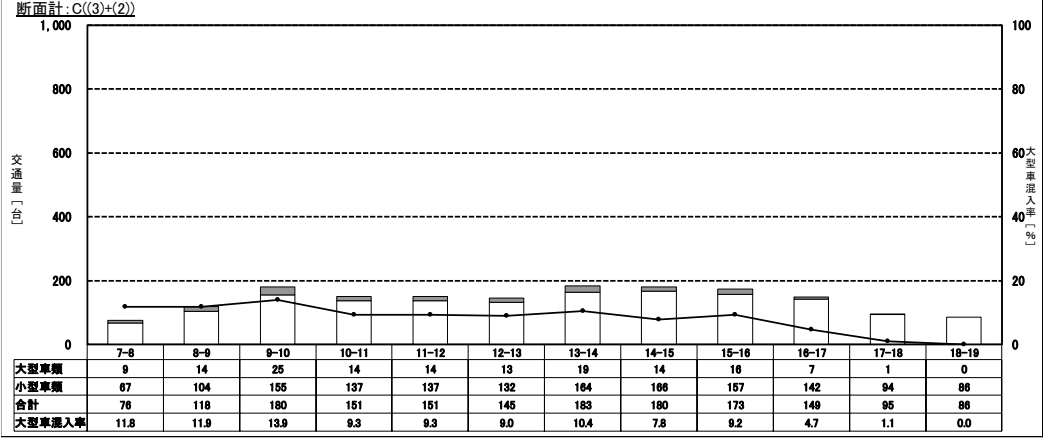 断面計:C((3)+(2))
1,000
800
600
400
200
0
交通量[台]
100
80
60
40
20
0
大型車混入率[%]
7-8 8-9 9-10 10-11 11-12 12-13 13-14 14-15 15-16 16-17 17-18 18-19
大型車類 9 14 25 14 14 13 19 14 16 7 1 0
小型車類 67 104 155 137 137 132 164 166 157 142 94 86
合計 76 118 180 151 151 145 183 180 173 149 95 86
大型車混入率 11.8 11.9 13.9 9.3 9.3 9.0 10.4 7.8 9.2 4.7 1.1 0.0